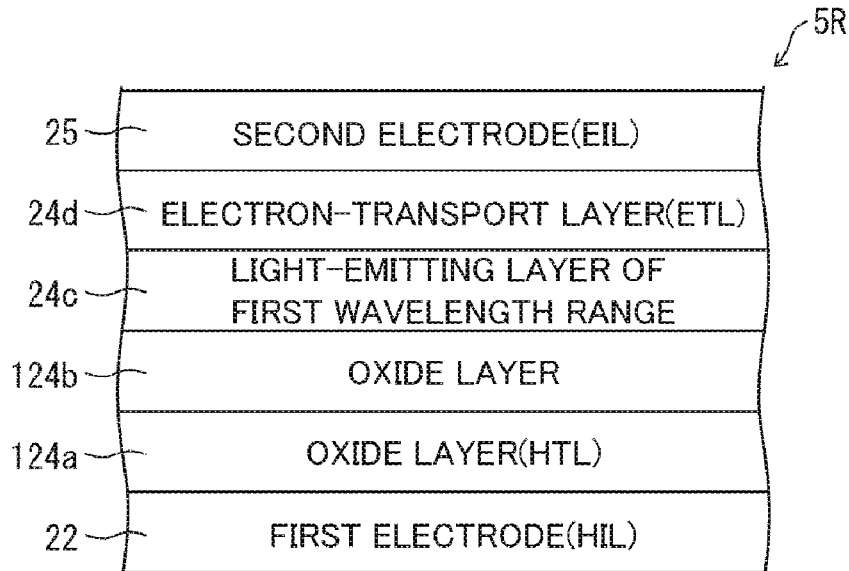 5R
25 SECOND ELECTRODE(EIL)
24d ELECTRON-TRANSPORT LAYER(ETL)
24c LIGHT-EMITTING LAYER OF
FIRST WAVELENGTH RANGE
124b OXIDE LAYER
124a OXIDE LAYER(HTL)
22 FIRST ELECTRODE(HIL)